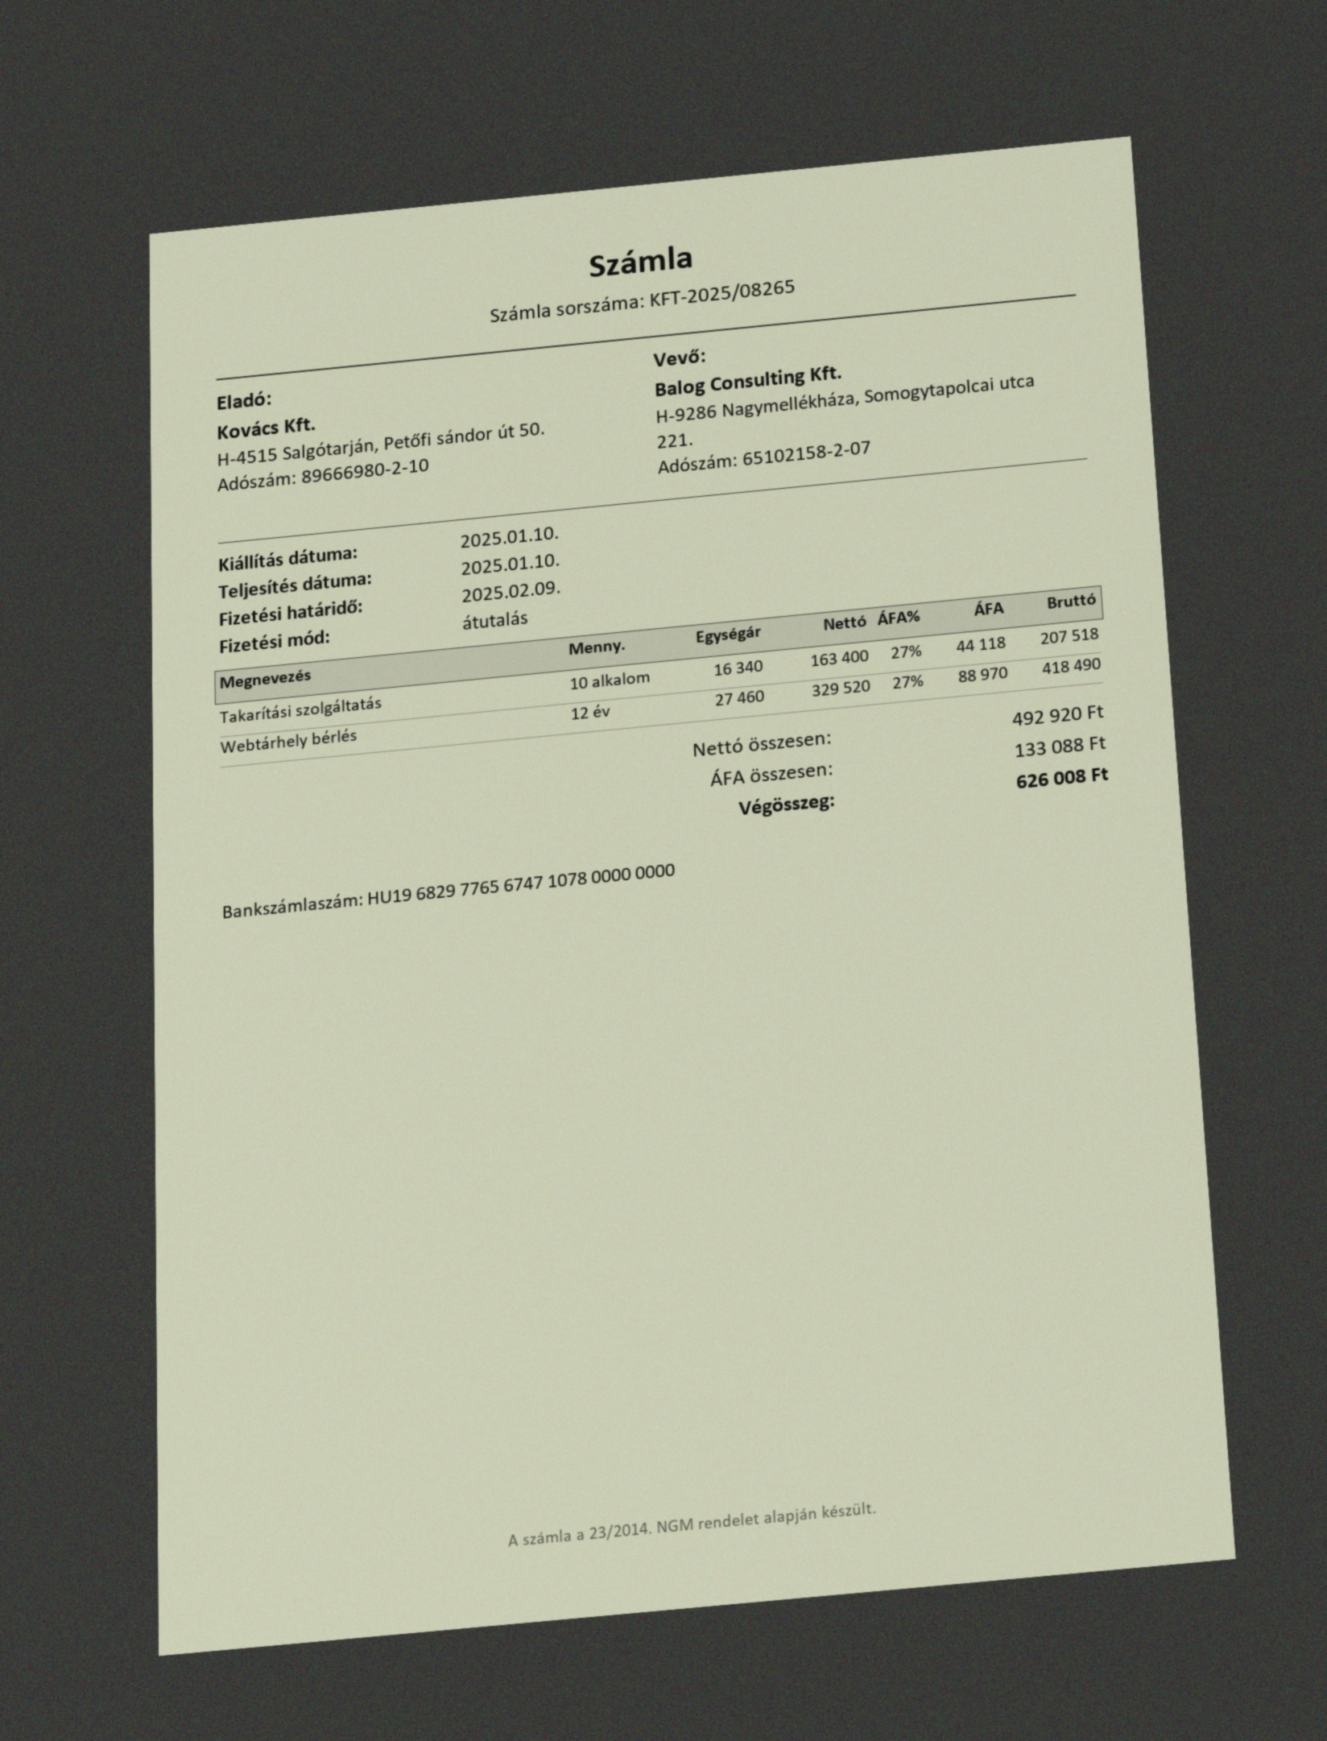 Számla
Számla sorszáma: KFT-2025/08265
Eladó:
Kovács Kft.
H-4515 Salgótarján, Petőfi sándor út 50.
Adószám: 89666980-2-10
Vevő:
Balog Consulting Kft.
H-9286 Nagymellékháza, Somogytapolcai utca
221.
Adószám: 65102158-2-07
Kiállítás dátuma: 2025.01.10.
Teljesítés dátuma: 2025.01.10.
Fizetési határidő: 2025.02.09.
Fizetési mód: átutalás
Megnevezés Menny. Egységár Nettó ÁFA% ÁFA Bruttó
Takarítási szolgáltatás 10 alkalom 16 340 163 400 27% 44 118 207 518
Webtárhely bérlés 12 év 27 460 329 520 27% 88 970 418 490
Nettó összesen: 492 920 Ft
ÁFA összesen: 133 088 Ft
Végösszeg: 626 008 Ft
Bankszámlaszám: HU19 6829 7765 6747 1078 0000 0000
A számla a 23/2014. NGM rendelet alapján készült.